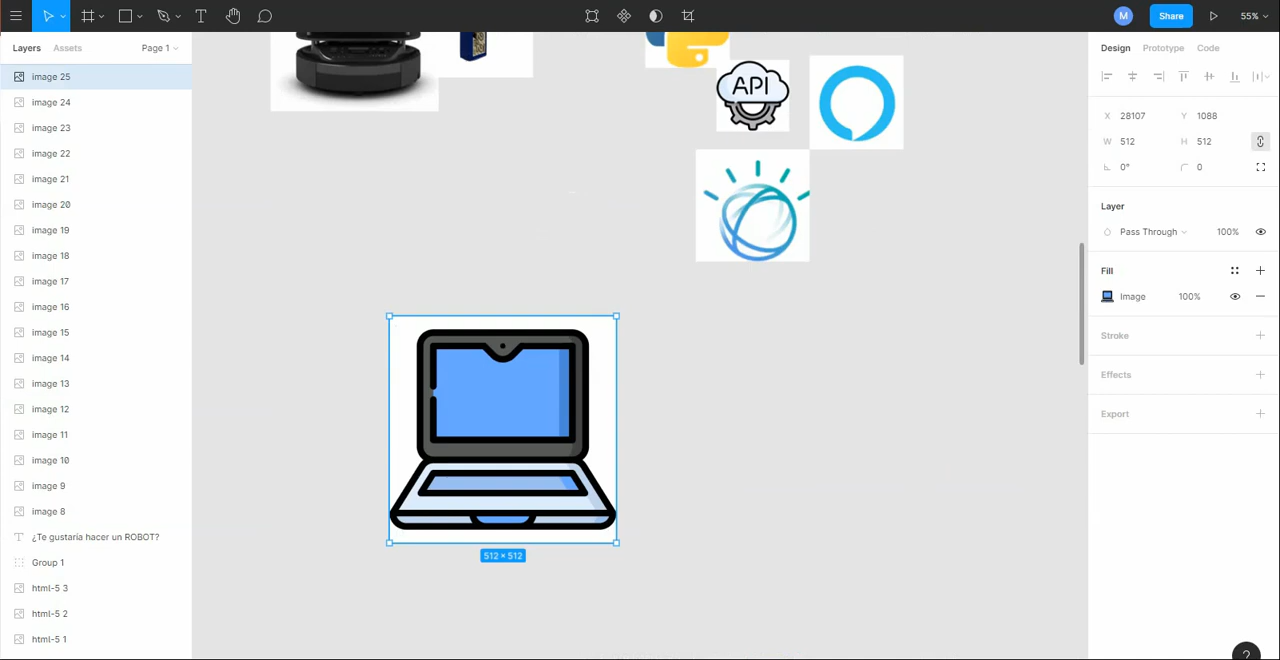 M
Share
55%
Layers
Assets
Page 1
Design
Prototype
Code
image 25
image 24
image 23
image 22
image 21
image 20
image 19
image 18
image 17
image 16
image 15
image 14
image 13
image 12
image 11
image 10
image 9
image 8
¿Te gustaría hacer un ROBOT?
Group 1
html-5 3
html-5 2
html-5 1
API
512 × 512
X 28107 Y 1088
W 512 H 512
0° 0
Layer
Pass Through 100%
Fill
Image 100%
Stroke
Effects
Export
?